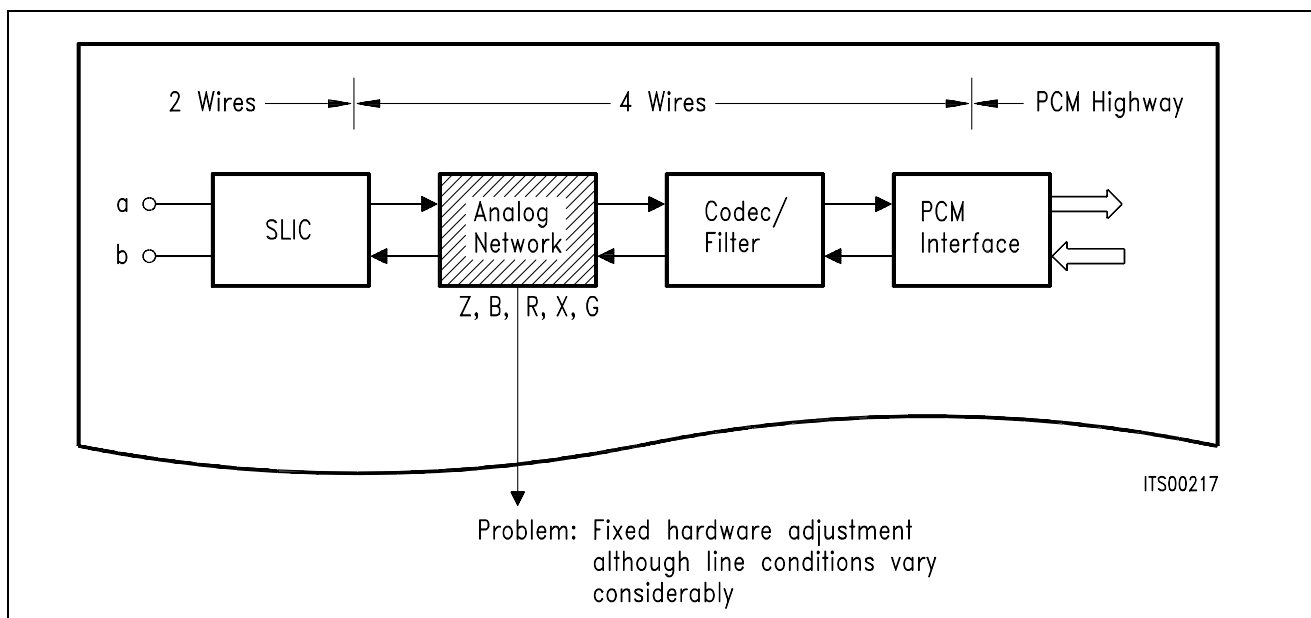 2 Wires
4 Wires
PCM Highway
a
b
SLIC
Analog
Network
Codec/
Filter
PCM
Interface
Z, B, R, X, G
ITS00217
Problem: Fixed hardware adjustment
although line conditions vary
considerably